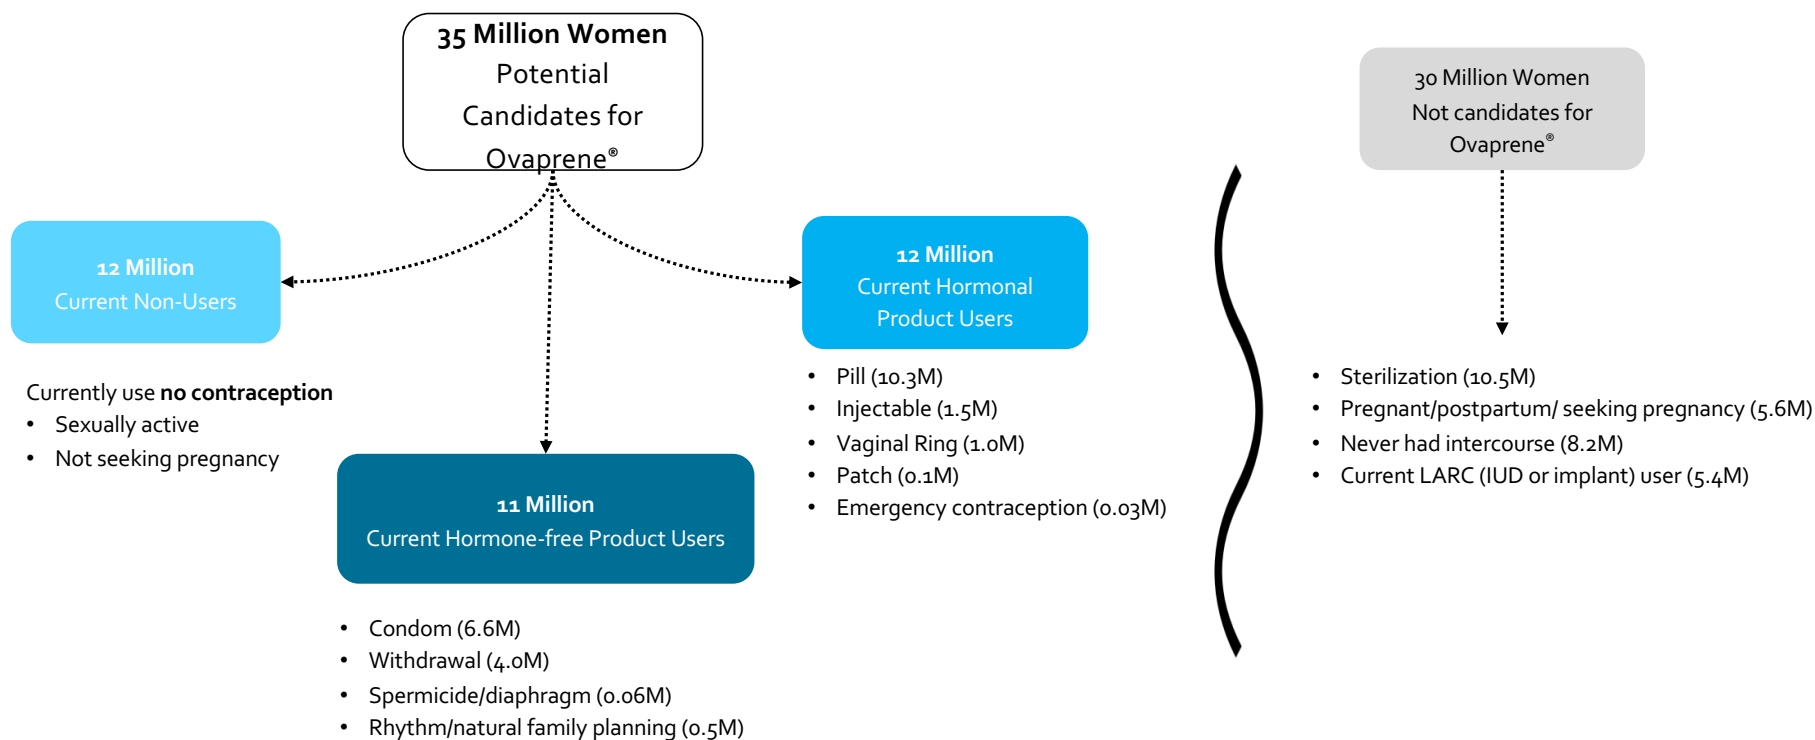 35 Million Women
Potential
Candidates for
Ovaprene®
30 Million Women
Not candidates for
Ovaprene®
12 Million
Current Non-Users
Currently use no contraception
• Sexually active
• Not seeking pregnancy
11 Million
Current Hormone-free Product Users
• Condom (6.6M)
• Withdrawal (4.0M)
• Spermicide/diaphragm (0.06M)
• Rhythm/natural family planning (0.5M)
12 Million
Current Hormonal
Product Users
• Pill (10.3M)
• Injectable (1.5M)
• Vaginal Ring (1.0M)
• Patch (0.1M)
• Emergency contraception (0.03M)
• Sterilization (10.5M)
• Pregnant/postpartum/ seeking pregnancy (5.6M)
• Never had intercourse (8.2M)
• Current LARC (IUD or implant) user (5.4M)